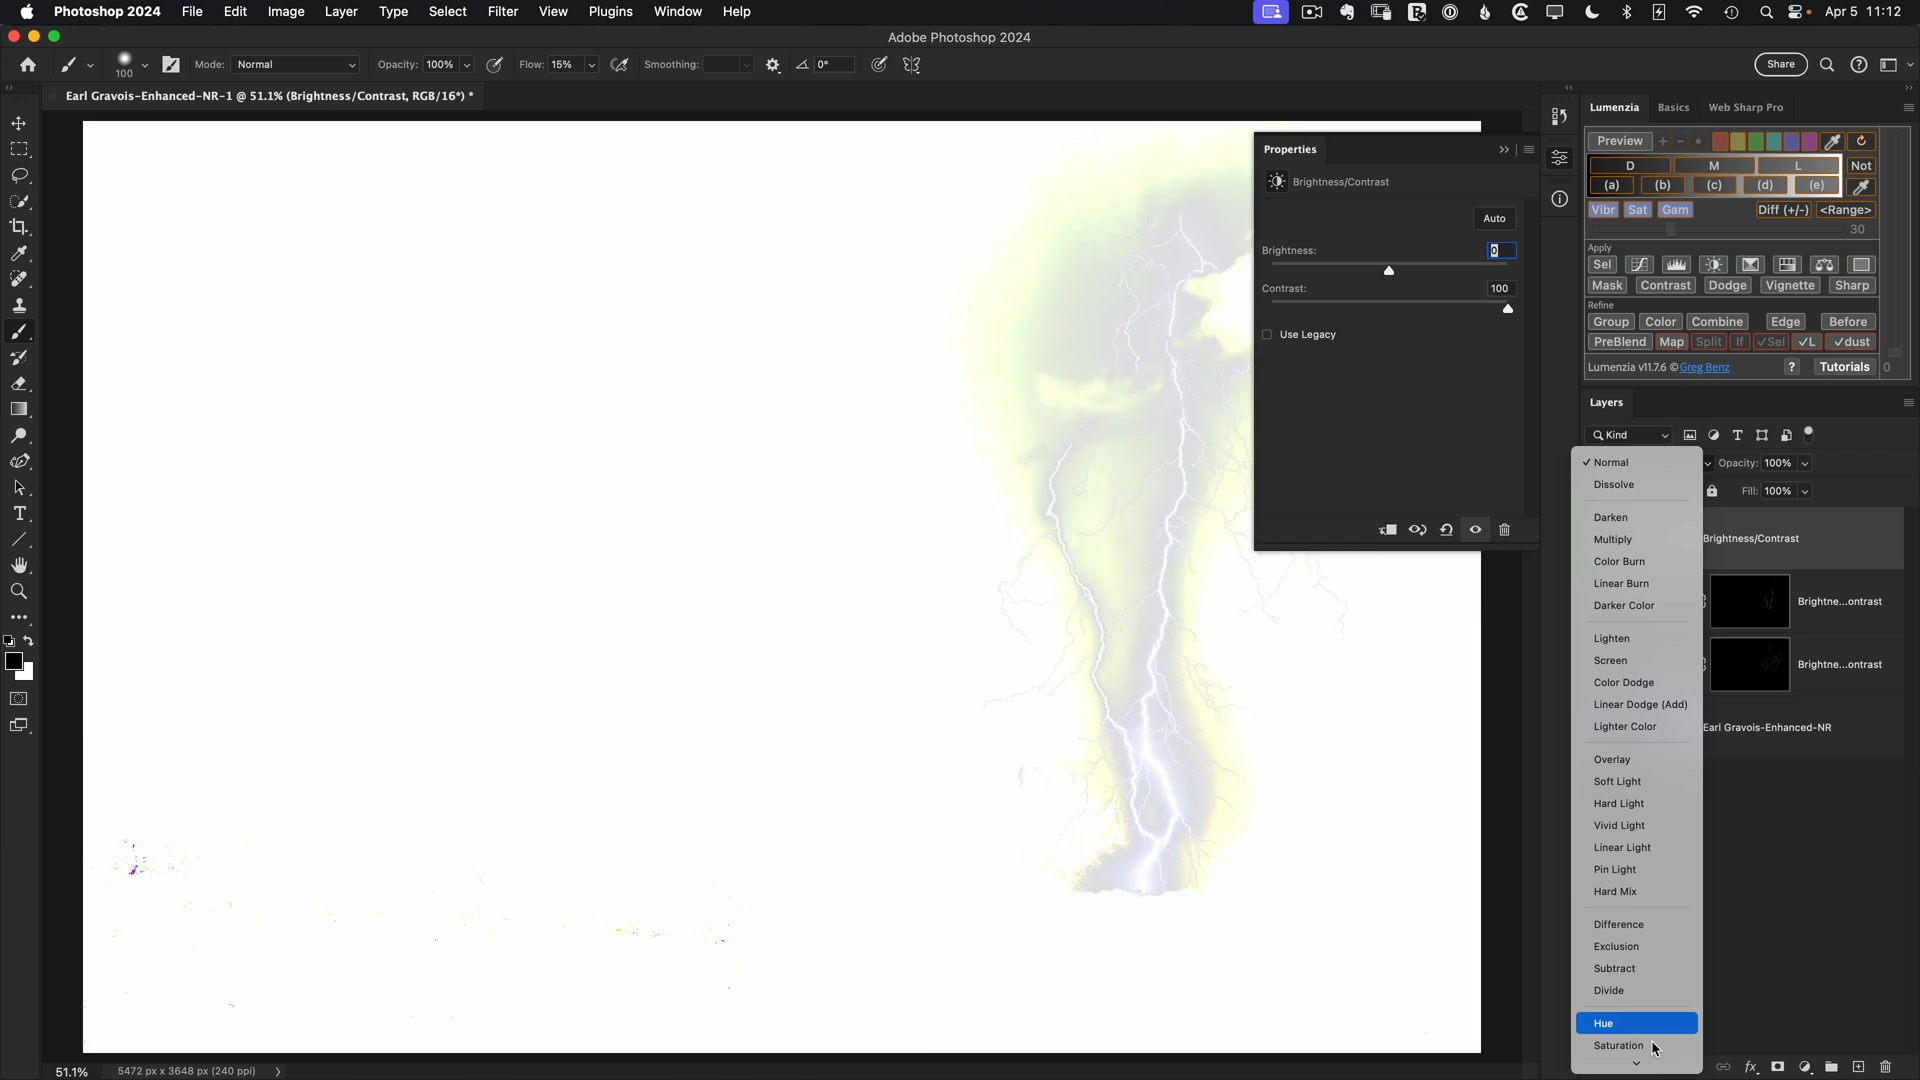 Photoshop 2024 File Edit Image Layer Type Select Filter View Plugins Window Help Apr 5 11:12
Adobe Photoshop 2024
100 Mode: Normal Opacity: 100% Flow: 15% Smoothing: 0° Share
Earl Gravois-Enhanced-NR-1 @ 51.1% (Brightness/Contrast, RGB/16*) *
Properties
Brightness/Contrast
Auto
Brightness: 0
Contrast: 100
Use Legacy
Lumenzia Basics Web Sharp Pro
Preview + - *
D M L Not
(a) (b) (c) (d) (e)
Vibr Sat Gam Diff (+/-) <Range>
30
Apply
Sel
Mask Contrast Dodge Vignette Sharp
Refine
Group Color Combine Edge Before
PreBlend Map Split If ✓Sel ✓L ✓dust
Lumenzia v11.7.6 © Greg Benz ? Tutorials 0
Layers
Kind
Opacity: 100%
Fill: 100%
Brightness/Contrast
Brightne...ontrast
Brightne...ontrast
Earl Gravois-Enhanced-NR
✓ Normal
Dissolve
Darken
Multiply
Color Burn
Linear Burn
Darker Color
Lighten
Screen
Color Dodge
Linear Dodge (Add)
Lighter Color
Overlay
Soft Light
Hard Light
Vivid Light
Linear Light
Pin Light
Hard Mix
Difference
Exclusion
Subtract
Divide
Hue
Saturation
51.1% 5472 px x 3648 px (240 ppi)